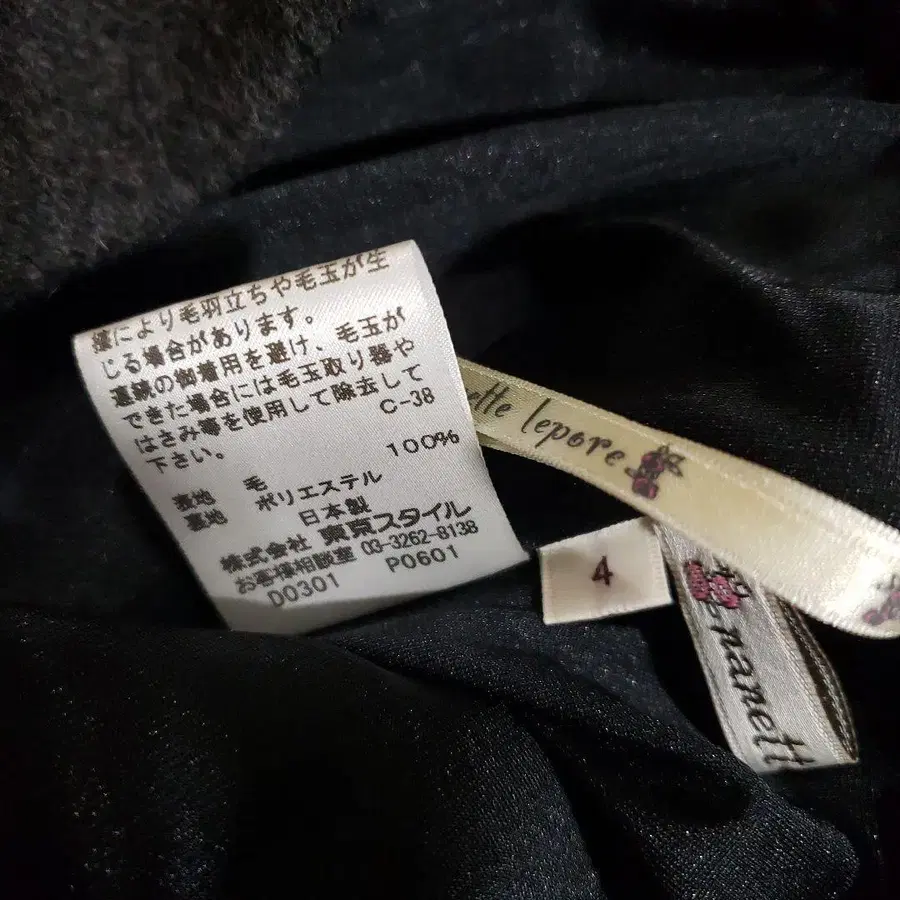 擦により毛羽立ちや毛玉が生
じる場合があります。
連続の御着用を避け、毛玉が
できた場合には毛玉取り器や
はさみ等を使用して除去して
下さい。 C-38
表地 毛 100%
裏地 ポリエステル
日本製
株式会社 東京スタイル
お客様相談室 03-3262-8138
D0301 P0601
ette lepore
4
nanett